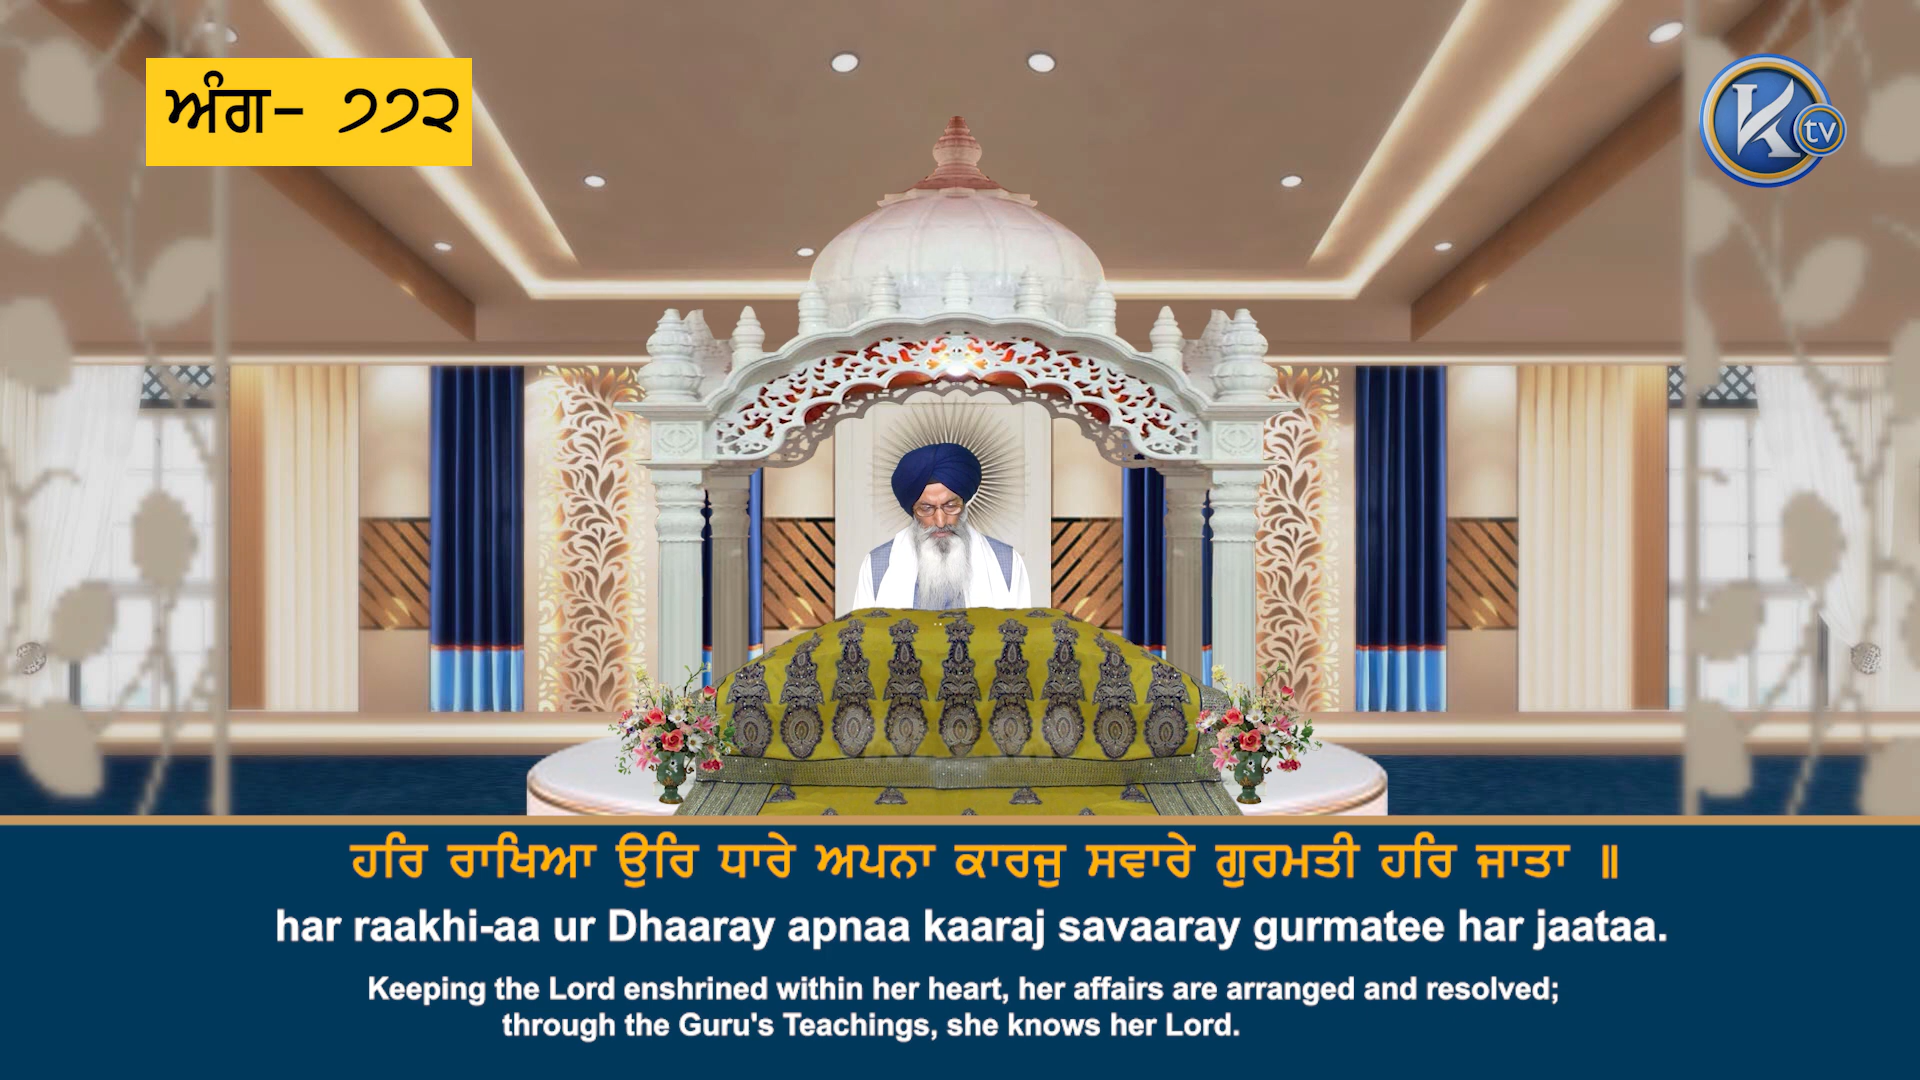 ਅੰਗ- ੭੭੨
K tv
ਹਰਿ ਰਾਖਿਆ ਉਰਿ ਧਾਰੇ ਅਪਨਾ ਕਾਰਜੁ ਸਵਾਰੇ ਗੁਰਮਤੀ ਹਰਿ ਜਾਤਾ ॥
har raakhi-aa ur Dhaaray apnaa kaaraj savaaray gurmatee har jaataa.
Keeping the Lord enshrined within her heart, her affairs are arranged and resolved;
through the Guru's Teachings, she knows her Lord.